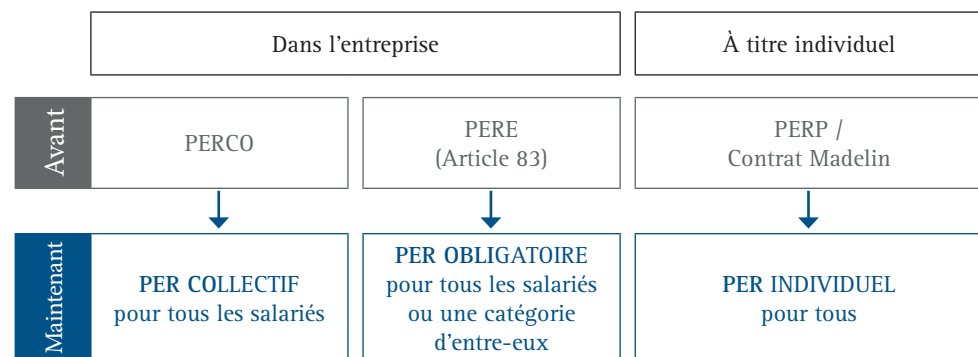 Dans l'entreprise
À titre individuel
Avant
PERCO
PERE
(Article 83)
PERP /
Contrat Madelin
Maintenant
PER COLLECTIF
pour tous les salariés
PER OBLIGATOIRE
pour tous les salariés
ou une catégorie
d'entre-eux
PER INDIVIDUEL
pour tous